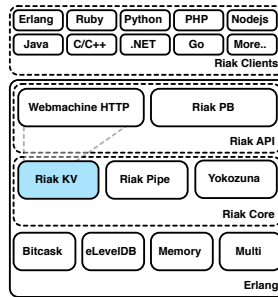 Erlang Ruby Python PHP Nodejs
Java C/C++ .NET Go More..
Riak Clients
Webmachine HTTP Riak PB
Riak API
Riak KV Riak Pipe Yokozuna
Riak Core
Bitcask eLevelDB Memory Multi
Erlang